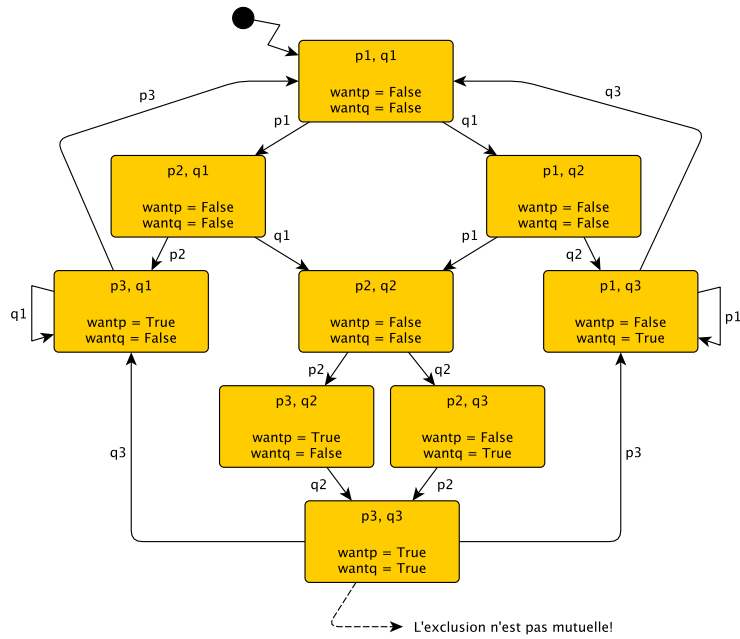 p1, q1
wantp = False
wantq = False
p3
q3
p1
q1
p2, q1
wantp = False
wantq = False
p1, q2
wantp = False
wantq = False
p2
q1
p1
q2
p3, q1
wantp = True
wantq = False
p2, q2
wantp = False
wantq = False
p1, q3
wantp = False
wantq = True
q1
p1
p2
q2
p3, q2
wantp = True
wantq = False
p2, q3
wantp = False
wantq = True
q3
p3
q2
p2
p3, q3
wantp = True
wantq = True
L'exclusion n'est pas mutuelle!